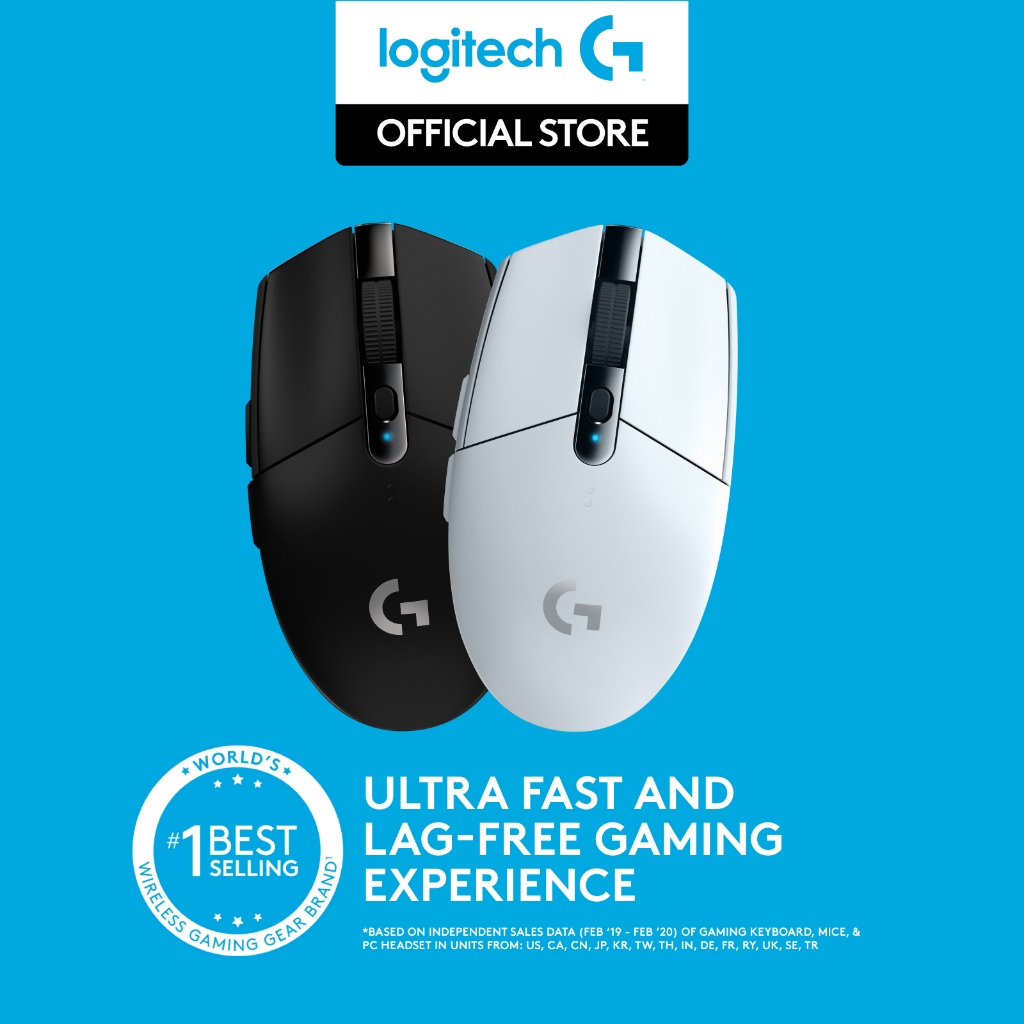 logitech G
OFFICIAL STORE
G G
WORLD'S
#1 BEST
SELLING
WIRELESS GAMING GEAR BRAND¹
ULTRA FAST AND
LAG-FREE GAMING
EXPERIENCE
*BASED ON INDEPENDENT SALES DATA (FEB '19 - FEB '20) OF GAMING KEYBOARD, MICE, &
PC HEADSET IN UNITS FROM: US, CA, CN, JP, KR, TW, TH, IN, DE, FR, RY, UK, SE, TR